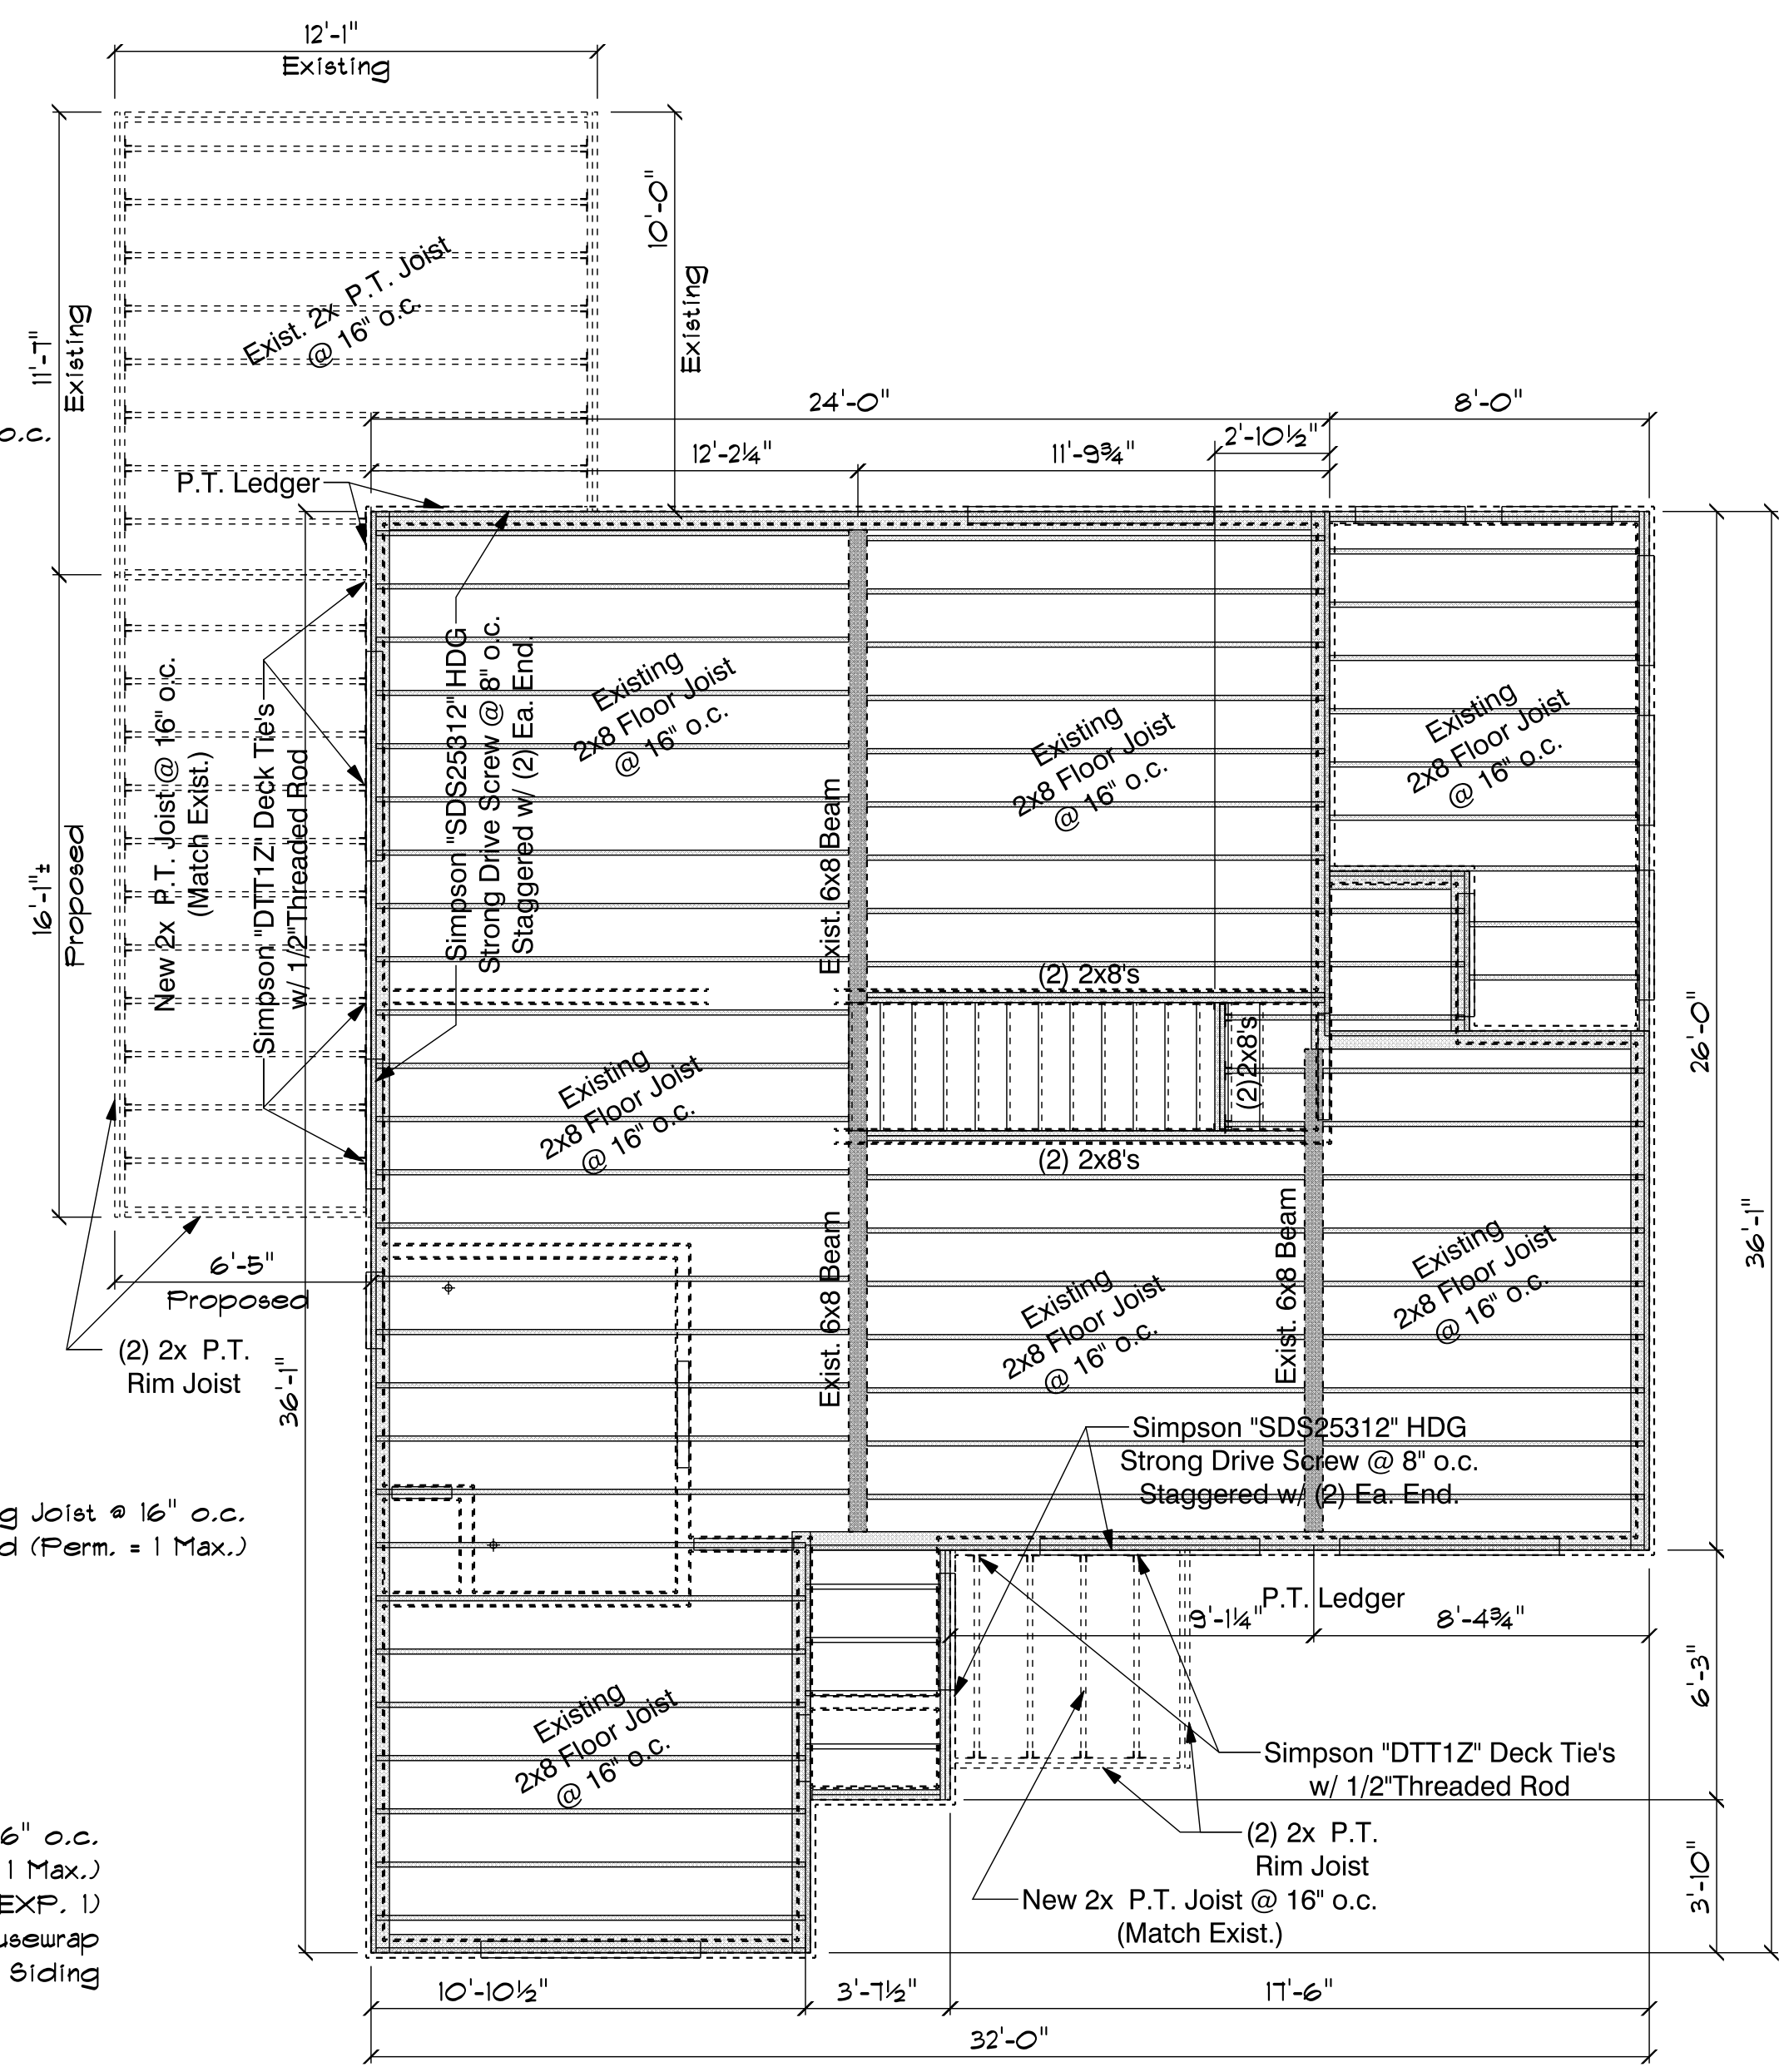 12'-1"
Existing
10'-0"
Existing
11'-7"
Existing
Exist. 2x P.T. Joist
@ 16" o.c.
o.c.
P.T. Ledger
24'-0"
8'-0"
12'-2¼"
11'-9¾"
2'-10½"
16'-1"±
Proposed
New 2x P.T. Joist @ 16" o.c.
(Match Exist.)
Simpson "DTT1Z" Deck Tie's
w/ 1/2"Threaded Rod
Simpson "SDS25312" HDG
Strong Drive Screw @ 8" o.c.
Staggered w/ (2) Ea. End.
Existing
2x8 Floor Joist
@ 16" o.c.
Exist. 6x8 Beam
Existing
2x8 Floor Joist
@ 16" o.c.
Existing
2x8 Floor Joist
@ 16" o.c.
(2) 2x8's
(2)2x8's
(2) 2x8's
26'-0"
36'-1"
Existing
2x8 Floor Joist
@ 16" o.c.
Exist. 6x8 Beam
Existing
2x8 Floor Joist
@ 16" o.c.
Exist. 6x8 Beam
Existing
2x8 Floor Joist
@ 16" o.c.
6'-5"
Proposed
(2) 2x P.T.
Rim Joist
36'-1"
Simpson "SDS25312" HDG
Strong Drive Screw @ 8" o.c.
Staggered w/ (2) Ea. End.
g Joist @ 16" o.c.
d (Perm. = 1 Max.)
P.T. Ledger
9'-1¼"
8'-4¾"
6'-3"
Existing
2x8 Floor Joist
@ 16" o.c.
Simpson "DTT1Z" Deck Tie's
w/ 1/2"Threaded Rod
(2) 2x P.T.
Rim Joist
New 2x P.T. Joist @ 16" o.c.
(Match Exist.)
3'-10"
6" o.c.
1 Max.)
EXP. 1)
usewrap
Siding
10'-10½"
3'-7½"
17'-6"
32'-0"